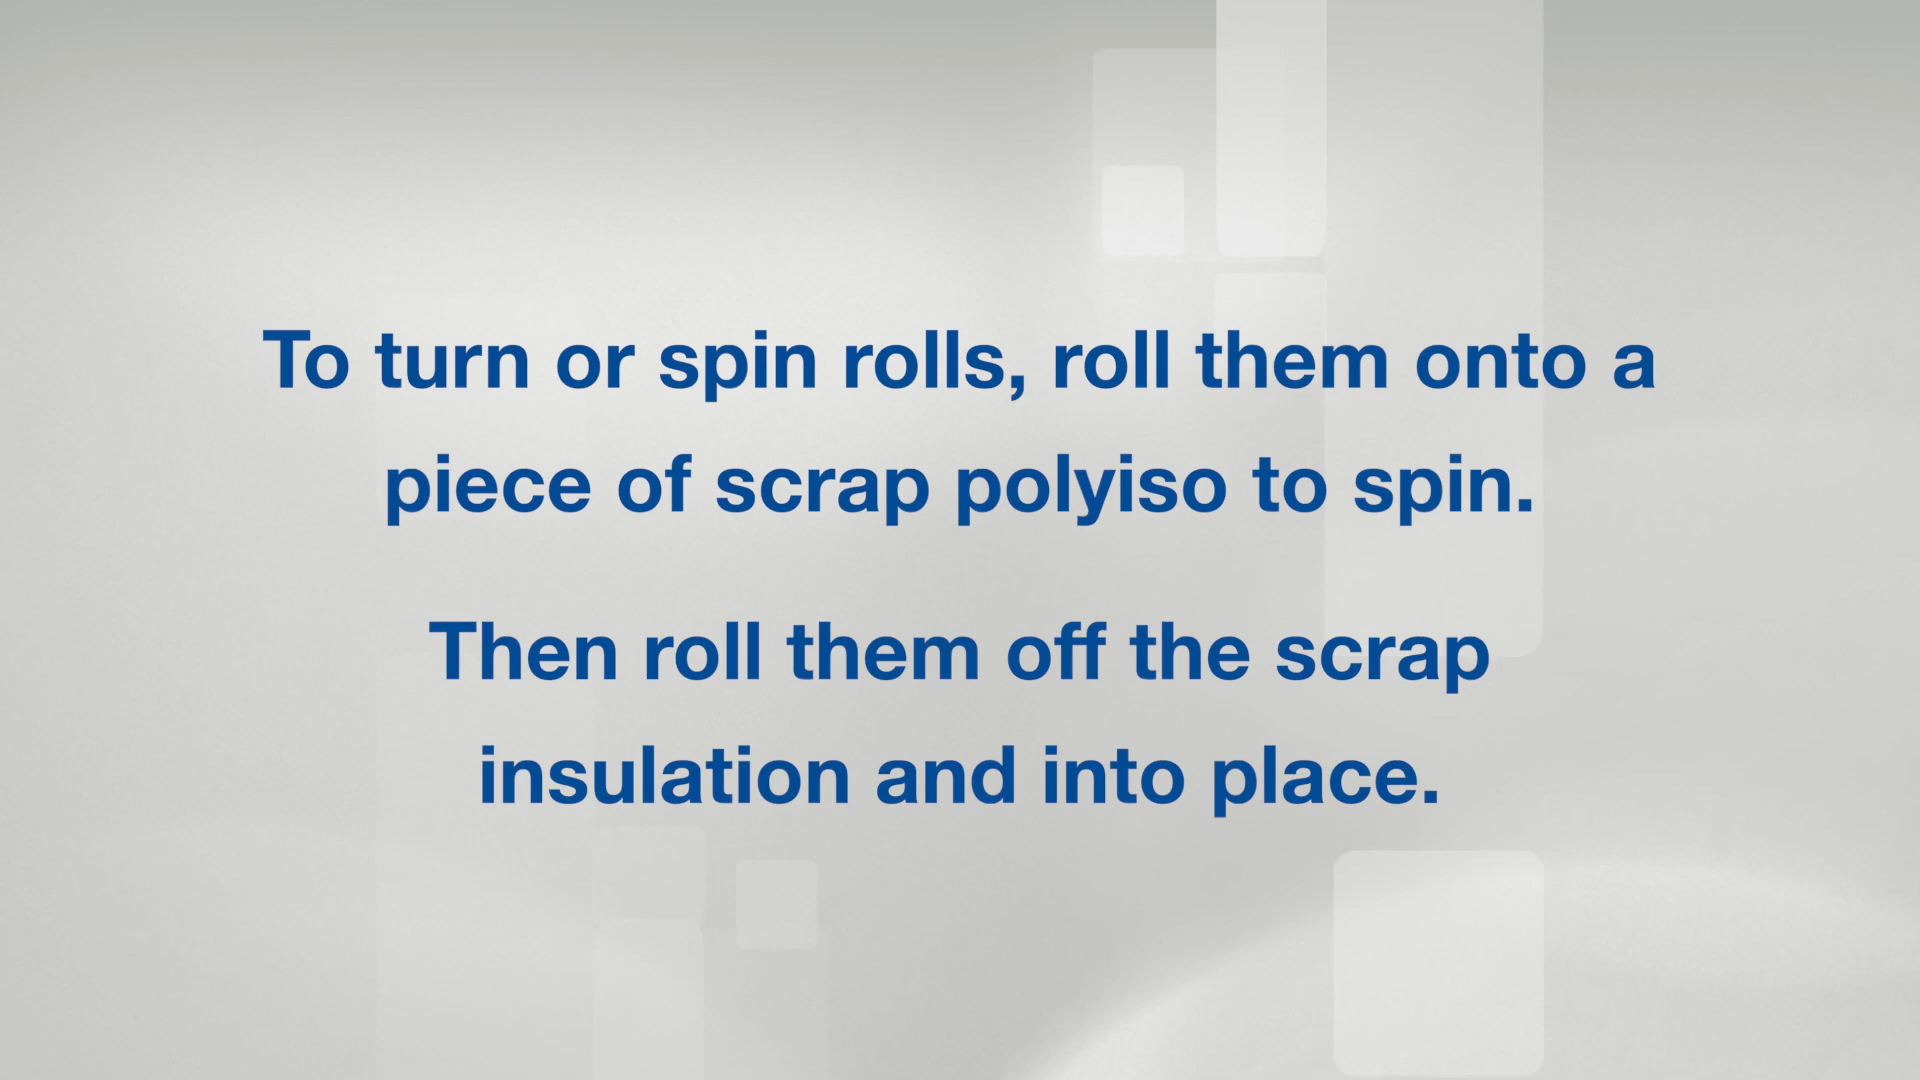 To turn or spin rolls, roll them onto a
piece of scrap polyiso to spin.
Then roll them off the scrap
insulation and into place.